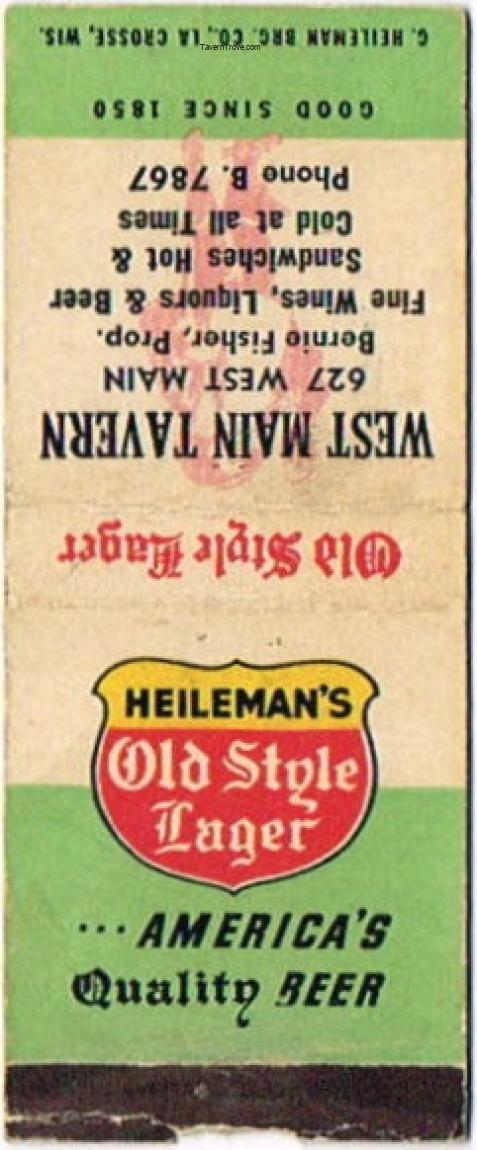 G. HEILEMAN BRG. CO., LA CROSSE, WIS.
TavernTrove.com
GOOD SINCE 1850
Phone B. 7867
Cold at all Times
Sandwiches Hot &
Fine Wines, Liquors & Beer
Bernie Fisher, Prop.
627 WEST MAIN
WEST MAIN TAVERN
Old Style Lager
HEILEMAN'S
Old Style
Lager
...AMERICA'S
Quality BEER